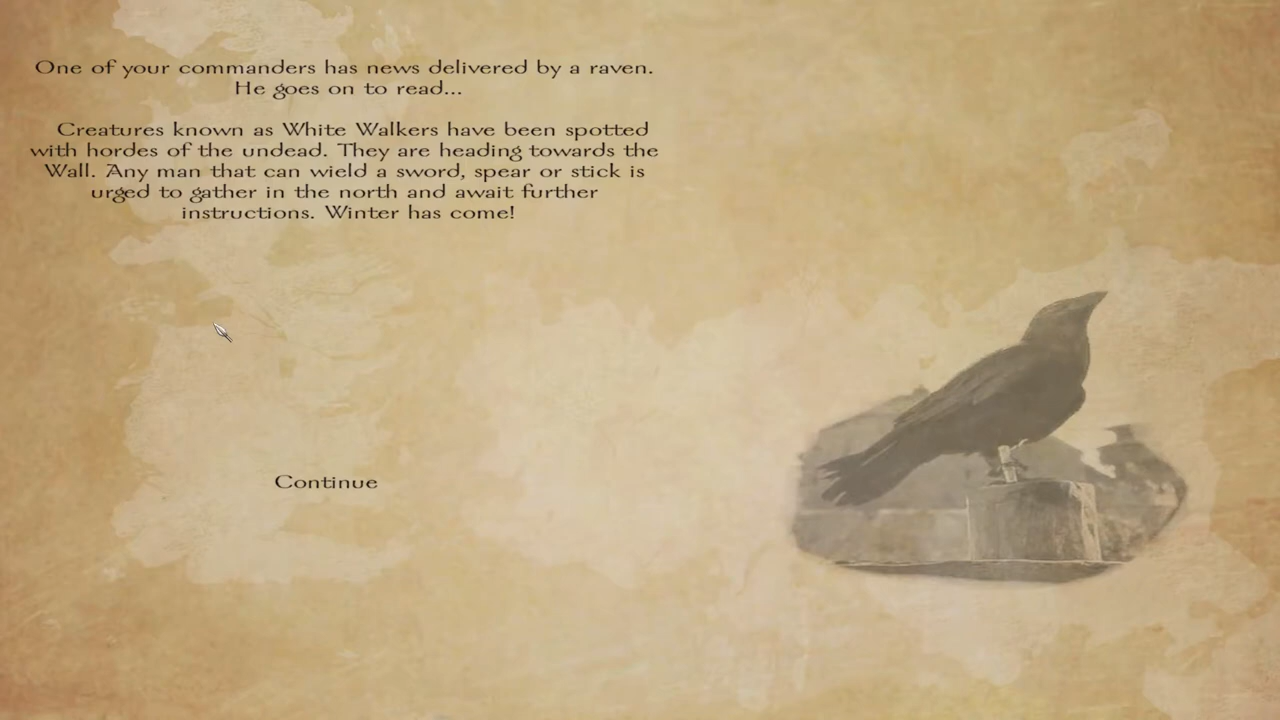 One of your commanders has news delivered by a raven.
He goes on to read...
Creatures known as White Walkers have been spotted
with hordes of the undead. They are heading towards the
Wall. Any man that can wield a sword, spear or stick is
urged to gather in the north and await further
instructions. Winter has come!
Continue